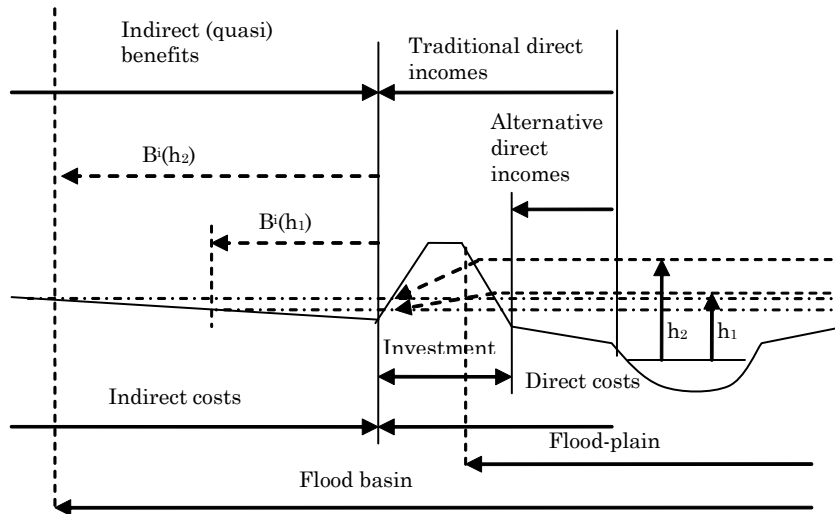 Indirect (quasi)
benefits
Traditional direct
incomes
Alternative
direct
incomes
Bⁱ(h₂)
Bⁱ(h₁)
h₂
h₁
Investment
Direct costs
Indirect costs
Flood-plain
Flood basin